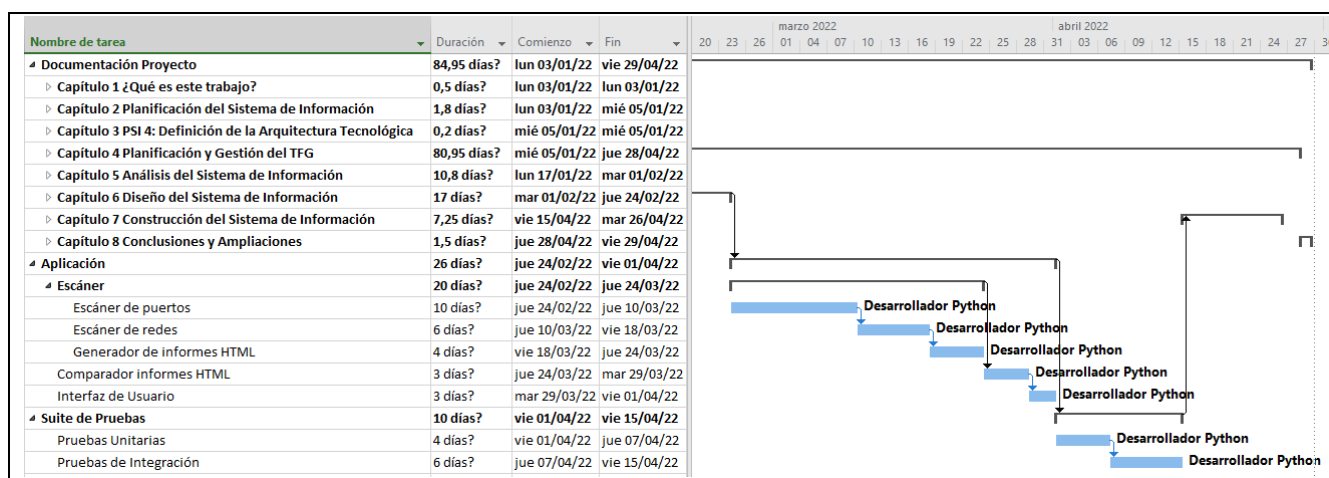 marzo 2022 abril 2022
Nombre de tarea Duración Comienzo Fin 20 23 26 01 04 07 10 13 16 19 22 25 28 31 03 06 09 12 15 18 21 24 27
Documentación Proyecto 84,95 días? lun 03/01/22 vie 29/04/22
Capítulo 1 ¿Qué es este trabajo? 0,5 días? lun 03/01/22 lun 03/01/22
Capítulo 2 Planificación del Sistema de Información 1,8 días? lun 03/01/22 mié 05/01/22
Capítulo 3 PSI 4: Definición de la Arquitectura Tecnológica 0,2 días? mié 05/01/22 mié 05/01/22
Capítulo 4 Planificación y Gestión del TFG 80,95 días? mié 05/01/22 jue 28/04/22
Capítulo 5 Análisis del Sistema de Información 10,8 días? lun 17/01/22 mar 01/02/22
Capítulo 6 Diseño del Sistema de Información 17 días? mar 01/02/22 jue 24/02/22
Capítulo 7 Construcción del Sistema de Información 7,25 días? vie 15/04/22 mar 26/04/22
Capítulo 8 Conclusiones y Ampliaciones 1,5 días? jue 28/04/22 vie 29/04/22
Aplicación 26 días? jue 24/02/22 vie 01/04/22
Escáner 20 días? jue 24/02/22 jue 24/03/22
Escáner de puertos 10 días? jue 24/02/22 jue 10/03/22 Desarrollador Python
Escáner de redes 6 días? jue 10/03/22 vie 18/03/22 Desarrollador Python
Generador de informes HTML 4 días? vie 18/03/22 jue 24/03/22 Desarrollador Python
Comparador informes HTML 3 días? jue 24/03/22 mar 29/03/22 Desarrollador Python
Interfaz de Usuario 3 días? mar 29/03/22 vie 01/04/22 Desarrollador Python
Suite de Pruebas 10 días? vie 01/04/22 vie 15/04/22
Pruebas Unitarias 4 días? vie 01/04/22 jue 07/04/22 Desarrollador Python
Pruebas de Integración 6 días? jue 07/04/22 vie 15/04/22 Desarrollador Python